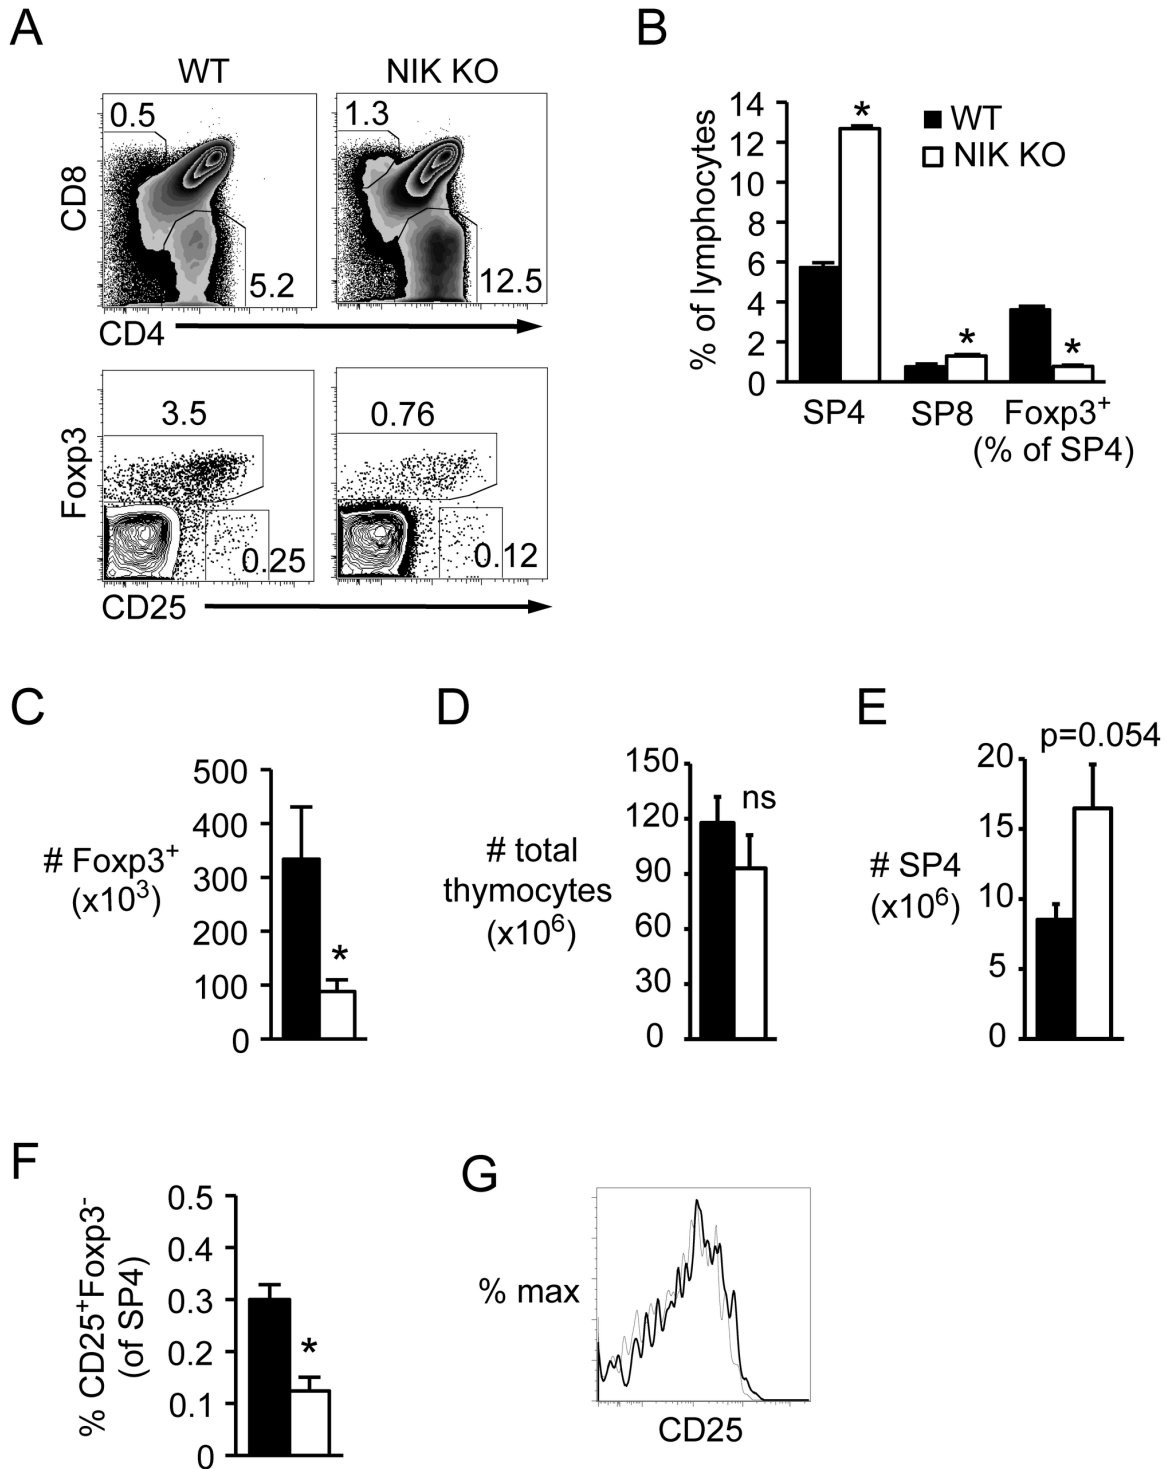 A
WT
NIK KO
0.5
1.3
CD8
5.2
12.5
CD4
3.5
0.76
Foxp3
0.25
0.12
CD25
B
14
12
10
8
6
4
2
0
% of lymphocytes
*
*
*
WT
NIK KO
SP4
SP8
Foxp3⁺
(% of SP4)
C
500
400
300
200
100
0
# Foxp3⁺
(x10³)
*
D
150
120
90
60
30
0
# total
thymocytes
(x10⁶)
ns
E
20
15
10
5
0
# SP4
(x10⁶)
p=0.054
F
0.5
0.4
0.3
0.2
0.1
0
% CD25⁺Foxp3⁻
(of SP4)
*
G
% max
CD25